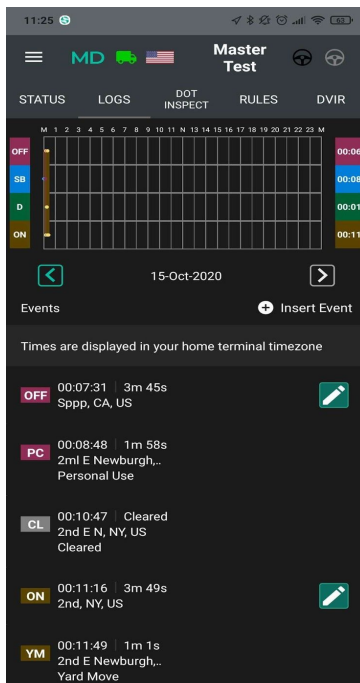 11:25
63
MD
Master
Test
STATUS
LOGS
DOT
INSPECT
RULES
DVIR
M 1 2 3 4 5 6 7 8 9 10 11 N 13 14 15 16 17 18 19 20 21 22 23 M
OFF
00:06
SB
00:08
D
00:01
ON
00:11
15-Oct-2020
Events
Insert Event
Times are displayed in your home terminal timezone
OFF
00:07:31 | 3m 45s
Sppp, CA, US
PC
00:08:48 | 1m 58s
2ml E Newburgh,..
Personal Use
CL
00:10:47 | Cleared
2nd E N, NY, US
Cleared
ON
00:11:16 | 3m 49s
2nd, NY, US
YM
00:11:49 | 1m 1s
2nd E Newburgh,..
Yard Move